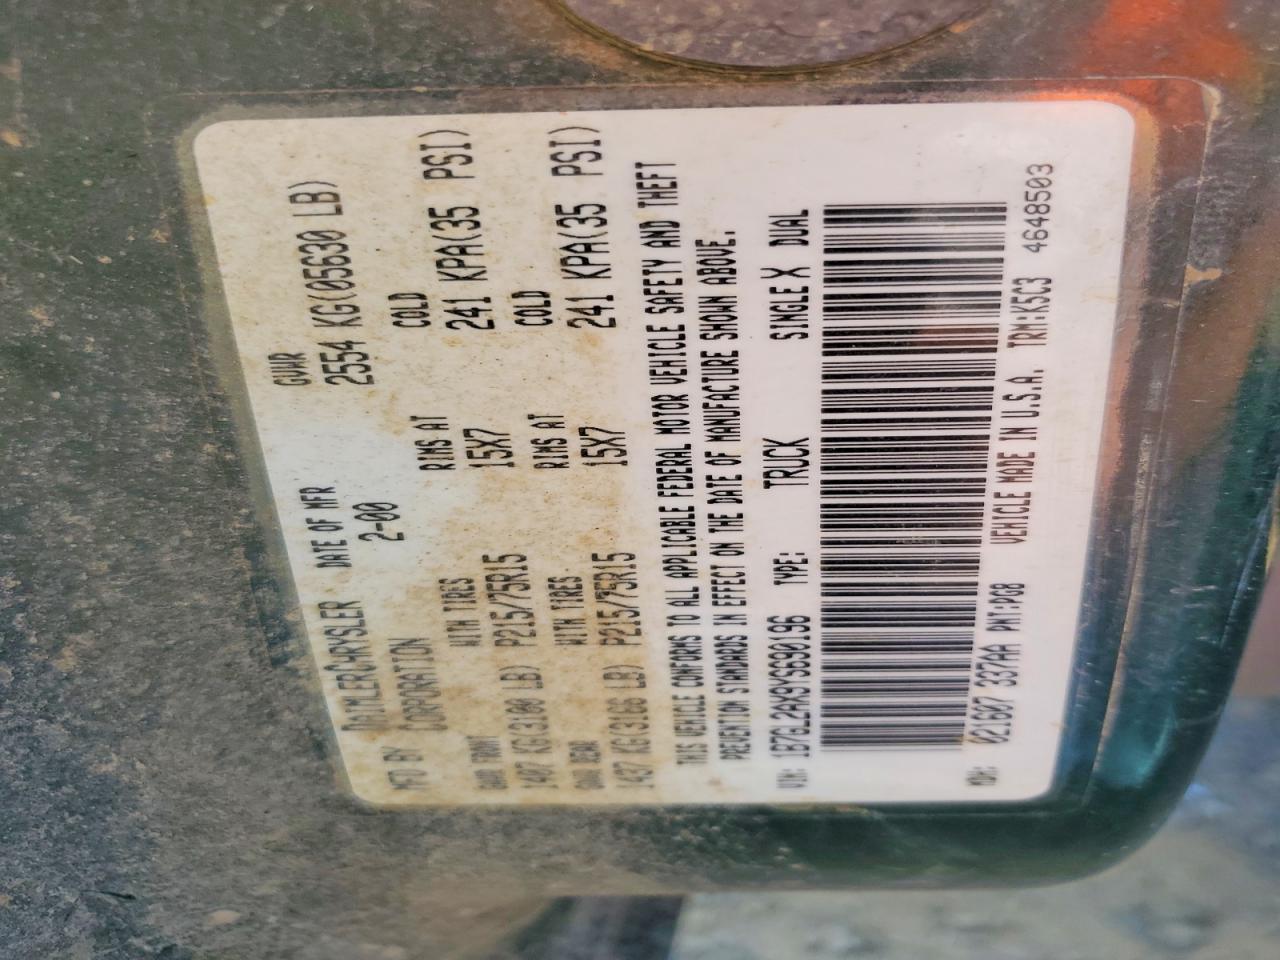 MFD BY DAIMLERCHRYSLER DATE OF MFR GVWR
CORPORATION 2-00 2554 KG(05630 LB)
GAWR FRONT WITH TIRES RIMS AT COLD
1407 KG(3100 LB) P215/75R15 15X7 241 KPA(35 PSI)
GAWR REAR WITH TIRES. RIMS AT COLD
1437 KG(3166 LB) P215/75R15 15X7 241 KPA(35 PSI)
THIS VEHICLE CONFORMS TO ALL APPLICABLE FEDERAL MOTOR VEHICLE SAFETY AND THEFT
PREVENTION STANDARDS IN EFFECT ON THE DATE OF MANUFACTURE SHOWN ABOVE.
VIN: 1B7GL2AX9YS690196 TYPE: TRUCK SINGLE X DUAL
MDH: 021607 337AA PNT:PG8 VEHICLE MADE IN U.S.A. TRM:K5C3 4648503